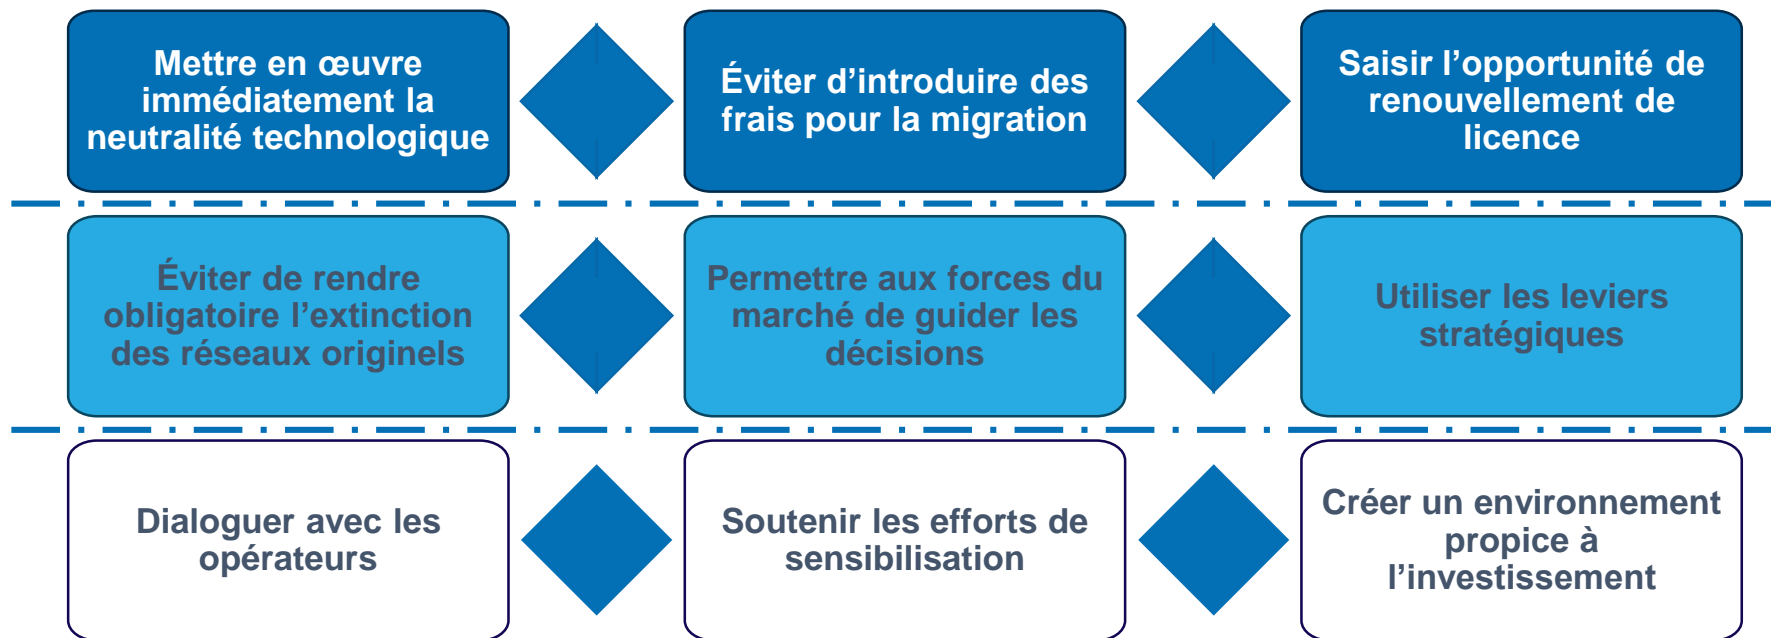 Mettre en œuvre
immédiatement la
neutralité technologique
Éviter d’introduire des
frais pour la migration
Saisir l’opportunité de
renouvellement de
licence
Éviter de rendre
obligatoire l’extinction
des réseaux originels
Permettre aux forces du
marché de guider les
décisions
Utiliser les leviers
stratégiques
Dialoguer avec les
opérateurs
Soutenir les efforts de
sensibilisation
Créer un environnement
propice à
l’investissement